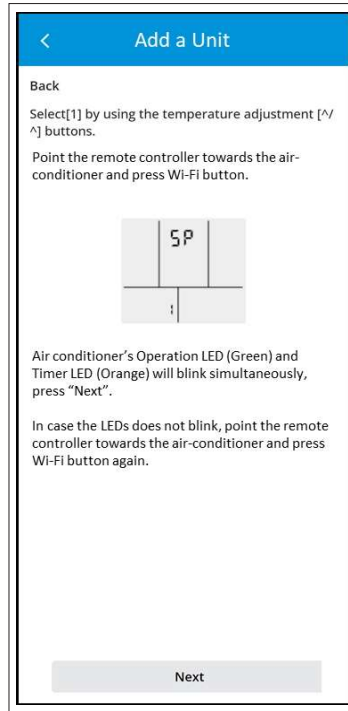 Add a Unit
Back
Select[1] by using the temperature adjustment [^/
^] buttons.
Point the remote controller towards the air-
conditioner and press Wi-Fi button.
SP
1
Air conditioner's Operation LED (Green) and
Timer LED (Orange) will blink simultaneously,
press “Next”.
In case the LEDs does not blink, point the remote
controller towards the air-conditioner and press
Wi-Fi button again.
Next